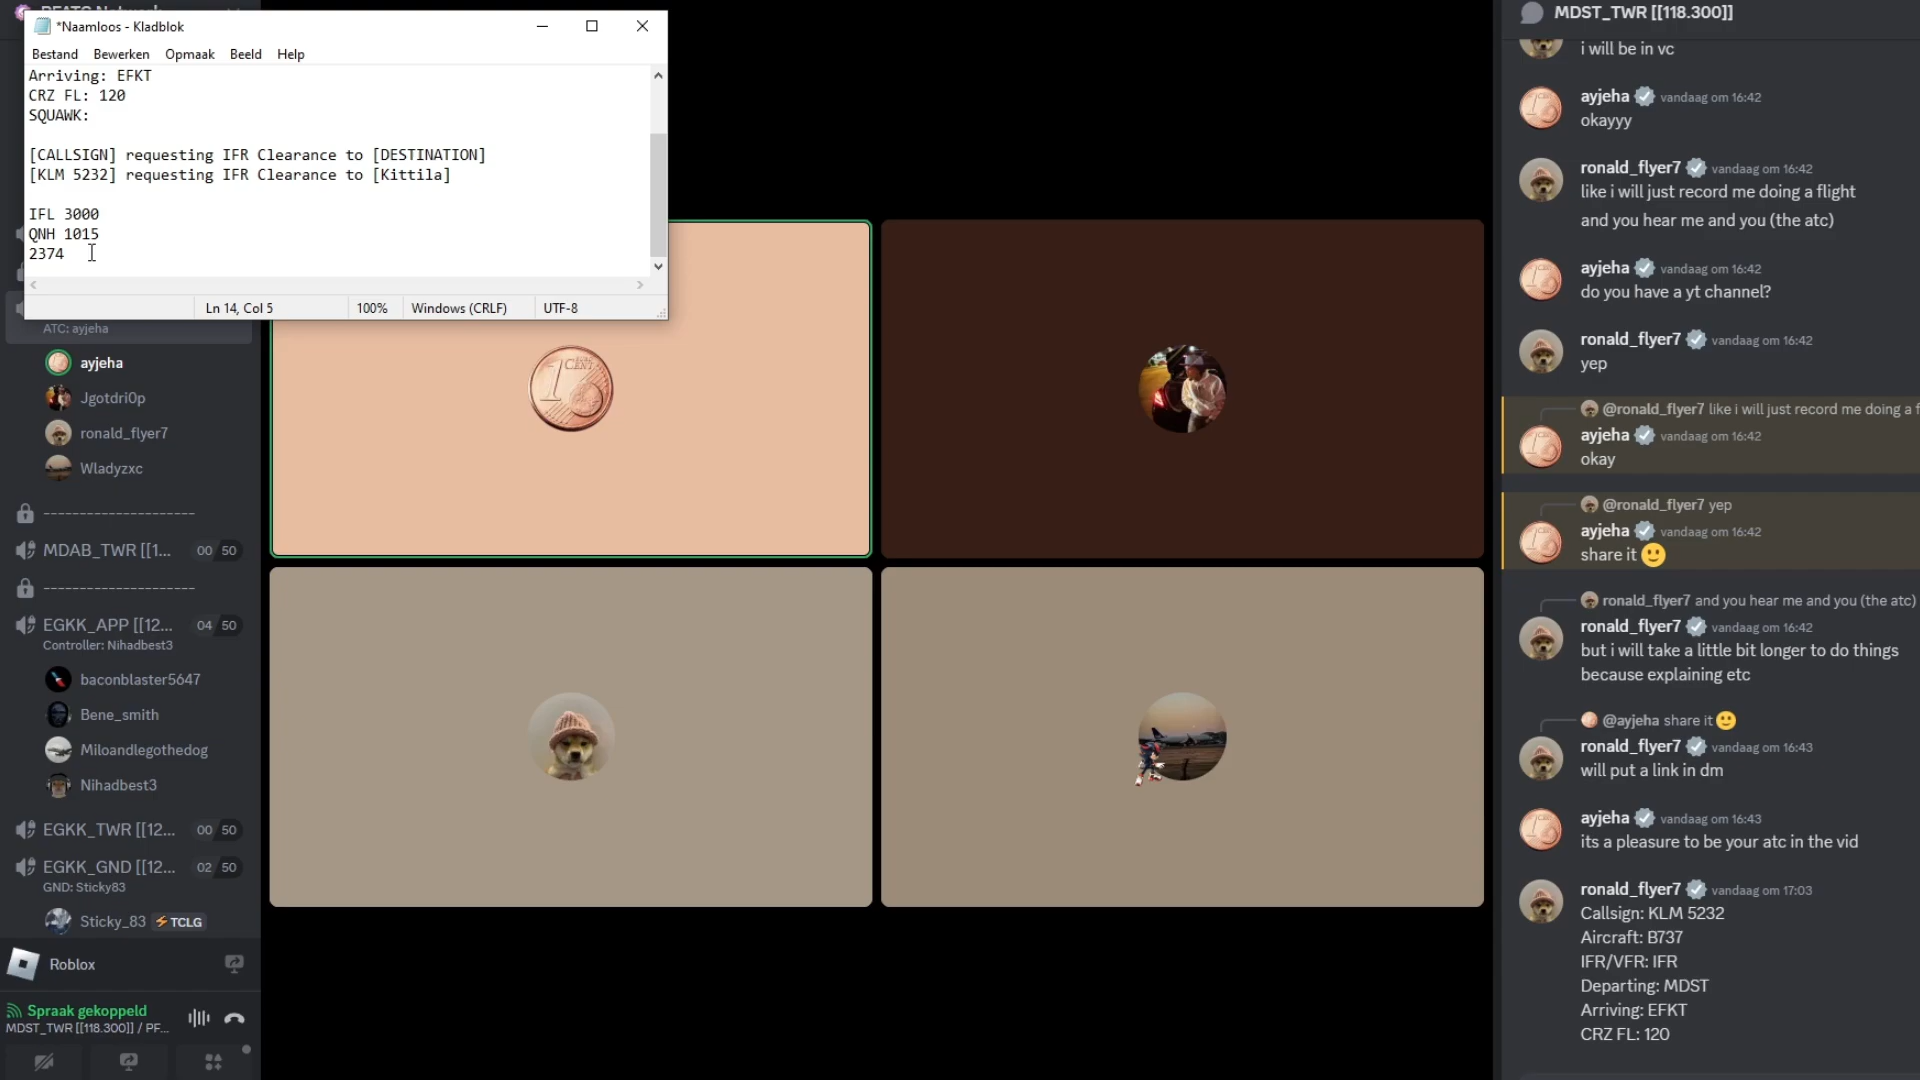 *Naamloos - Kladblok
Bestand Bewerken Opmaak Beeld Help
Arriving: EFKT
CRZ FL: 120
SQUAWK:
[CALLSIGN] requesting IFR Clearance to [DESTINATION]
[KLM 5232] requesting IFR Clearance to [Kittila]
IFL 3000
QNH 1015
2374
Ln 14, Col 5 100% Windows (CRLF) UTF-8
ATC: ayjeha
ayjeha
Jgotdri0p
ronald_flyer7
Wladyzxc
---------------------
MDAB_TWR [[1... 00 50
---------------------
EGKK_APP [[12... 04 50
Controller: Nihadbest3
baconblaster5647
Bene_smith
Miloandlegothedog
Nihadbest3
EGKK_TWR [[12... 00 50
EGKK_GND [[12... 02 50
GND: Sticky83
Sticky_83 TCLG
Roblox
Spraak gekoppeld
MDST_TWR [[118.300]] / PF...
1 CENT
MDST_TWR [[118.300]]
i will be in vc
ayjeha vandaag om 16:42
okayyy
ronald_flyer7 vandaag om 16:42
like i will just record me doing a flight
and you hear me and you (the atc)
ayjeha vandaag om 16:42
do you have a yt channel?
ronald_flyer7 vandaag om 16:42
yep
@ronald_flyer7 like i will just record me doing a f
ayjeha vandaag om 16:42
okay
@ronald_flyer7 yep
ayjeha vandaag om 16:42
share it 🙂
ronald_flyer7 and you hear me and you (the atc)
ronald_flyer7 vandaag om 16:42
but i will take a little bit longer to do things
because explaining etc
@ayjeha share it 🙂
ronald_flyer7 vandaag om 16:43
will put a link in dm
ayjeha vandaag om 16:43
its a pleasure to be your atc in the vid
ronald_flyer7 vandaag om 17:03
Callsign: KLM 5232
Aircraft: B737
IFR/VFR: IFR
Departing: MDST
Arriving: EFKT
CRZ FL: 120